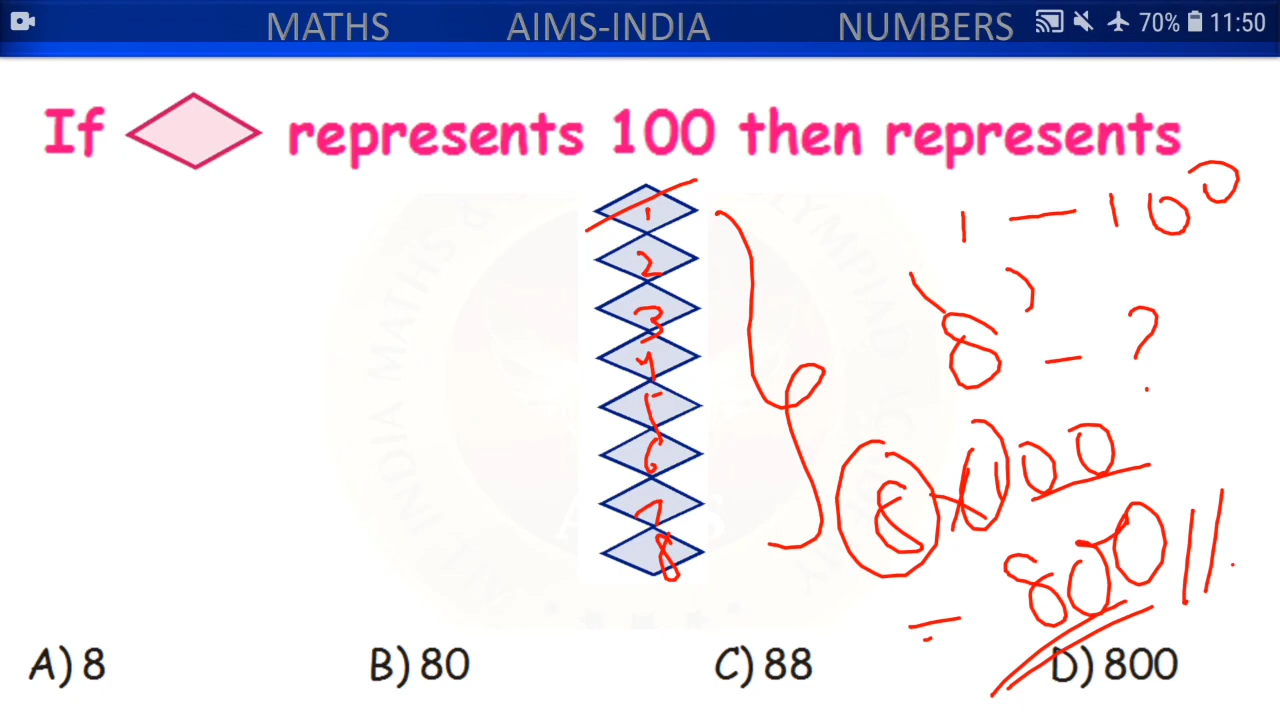 MATHS AIMS-INDIA NUMBERS 70% 11:50
If represents 100 then represents
1
2
3
4
5
6
7
8
1 — 100
8 — ?
8 × 100
= 800 //.
A) 8 B) 80 C) 88 D) 800